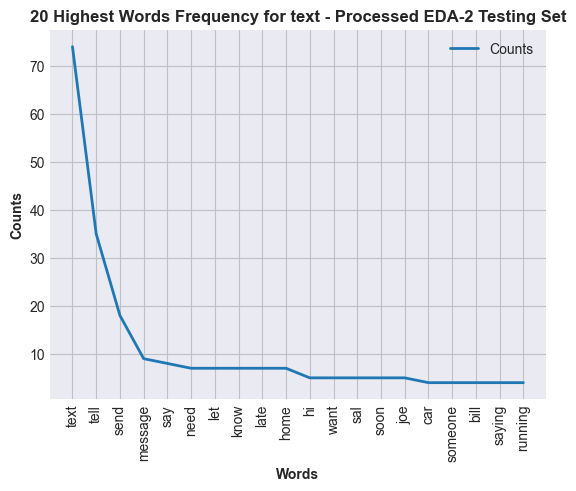 20 Highest Words Frequency for text - Processed EDA-2 Testing Set
Counts
70
60
50
40
30
20
10
Counts
text
tell
send
message
say
need
let
know
late
home
hi
want
sal
soon
joe
car
someone
bill
saying
running
Words